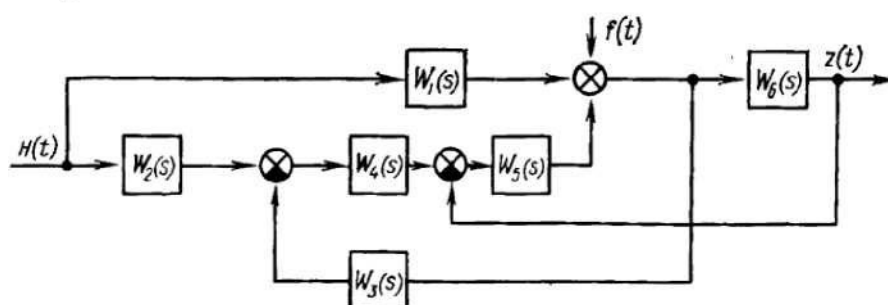 f(t)
W₁(s)
W₆(s)
z(t)
н(t)
W₂(s)
W₄(s)
W₅(s)
W₃(s)